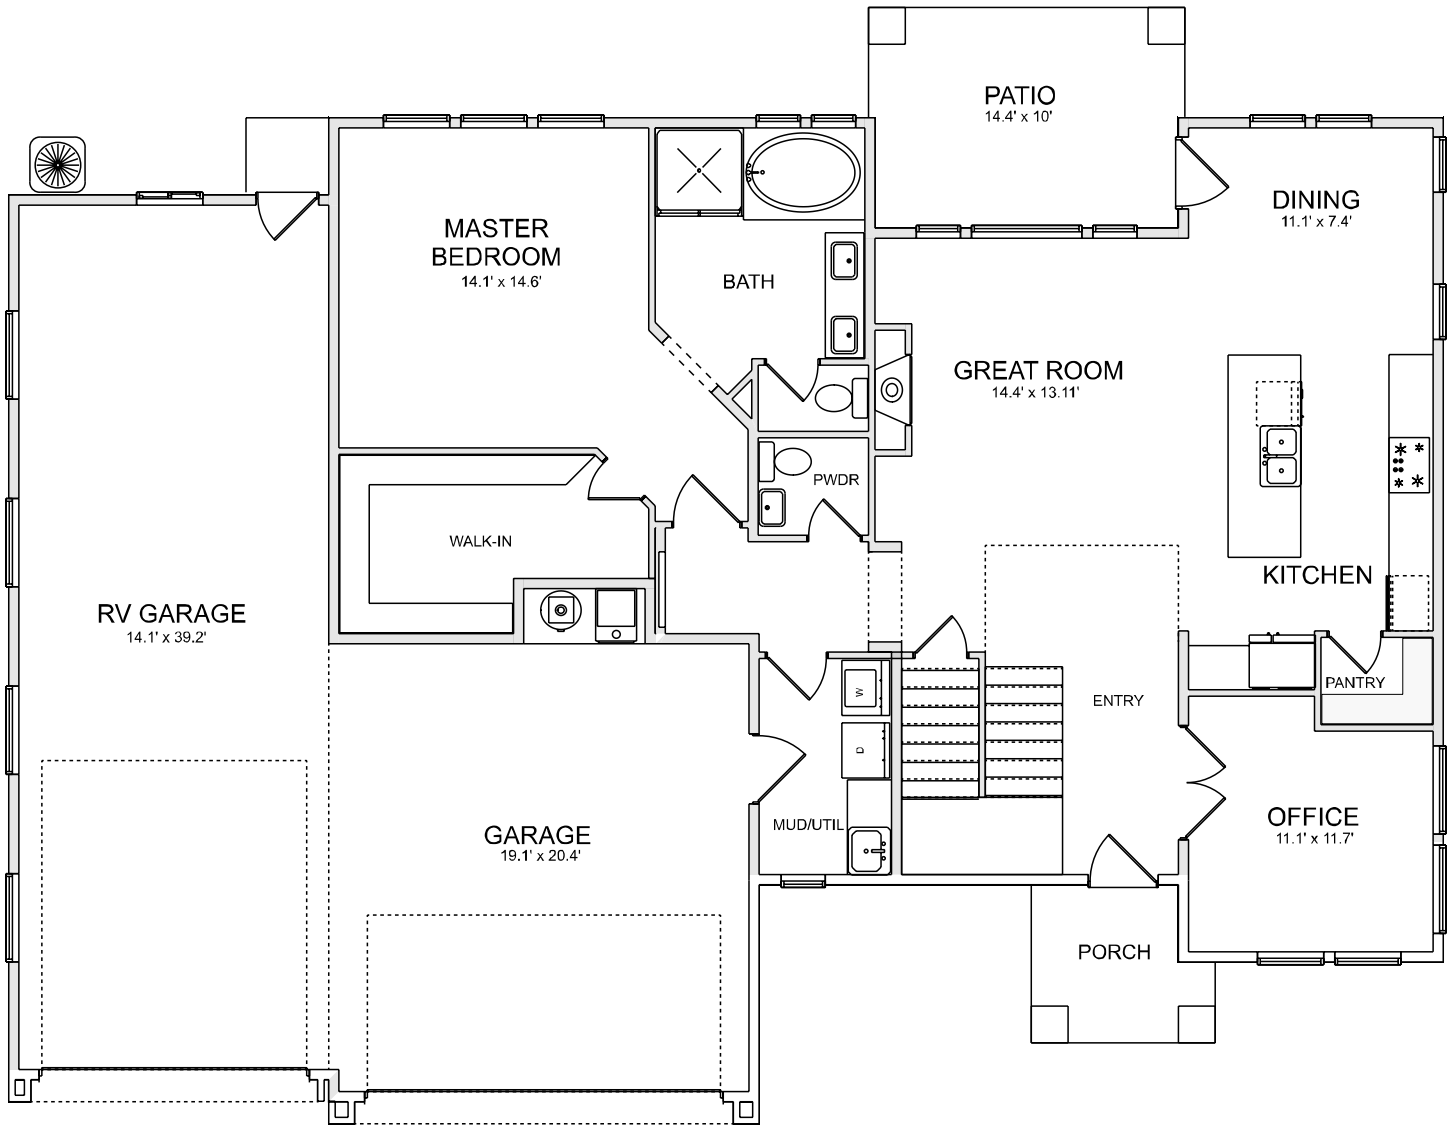 PATIO
14.4' x 10'
DINING
11.1' x 7.4'
MASTER
BEDROOM
14.1' x 14.6'
BATH
GREAT ROOM
14.4' x 13.11'
PWDR
WALK-IN
KITCHEN
RV GARAGE
14.1' x 39.2'
PANTRY
W
ENTRY
D
MUD/UTIL
OFFICE
11.1' x 11.7'
GARAGE
19.1' x 20.4'
PORCH